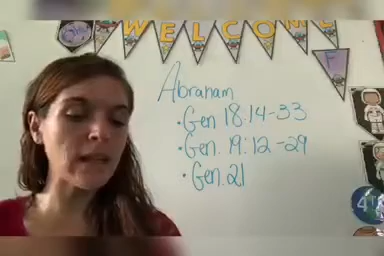 WELCOME
F
Abraham
• Gen 18:14-33
• Gen. 19:12-29
• Gen. 21